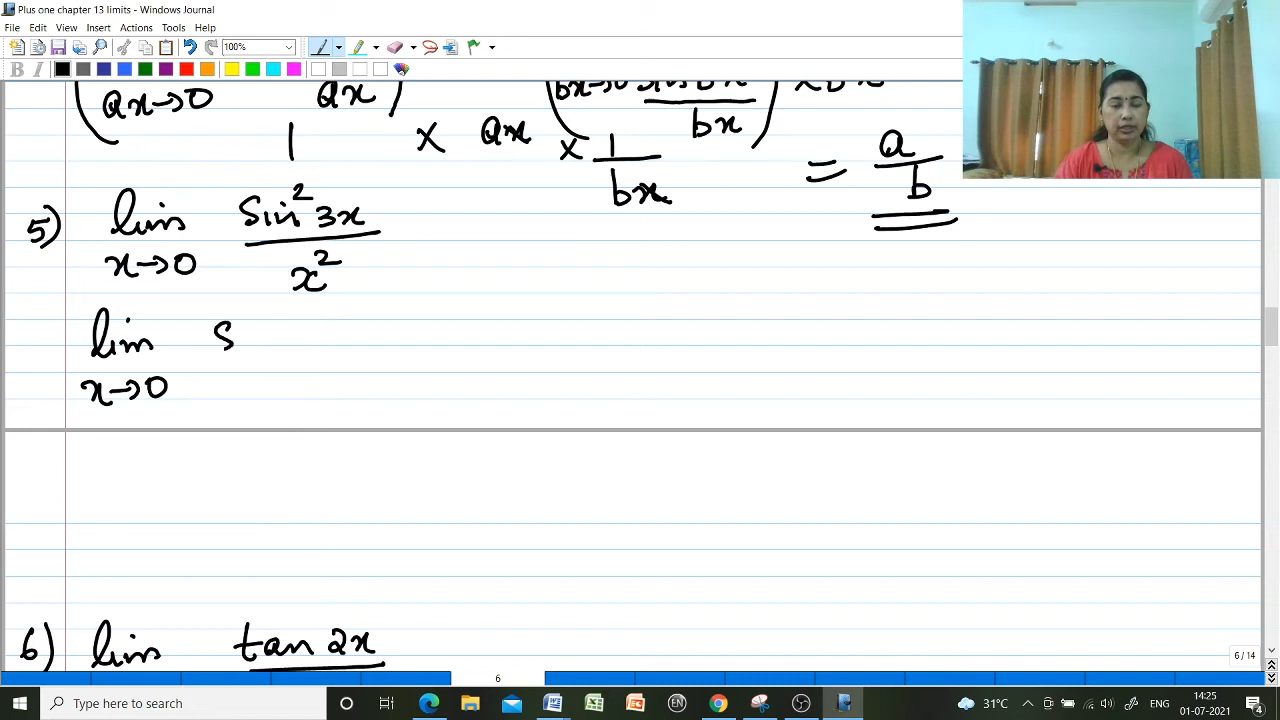 Plus one chapter 13 limits - Windows Journal
File Edit View Insert Actions Tools Help
100%
B I
ax→0 ax bx→0 bx
1 × ax × 1/bx = a/b
5) lim x→0 sin² 3x / x²
lim x→0 S
6) lim tan 2x
6 / 14
6
Type here to search
31°C ENG 14:25
01-07-2021